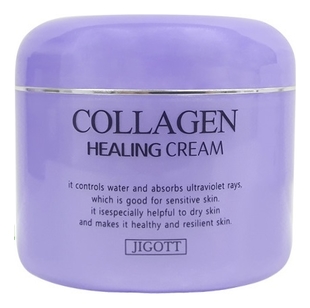 COLLAGEN
HEALING CREAM
it controls water and absorbs ultraviolet rays,
which is good for sensitive skin.
it isespecially helpful to dry skin
and makes it healthy and resilient skin.
JIGOTT